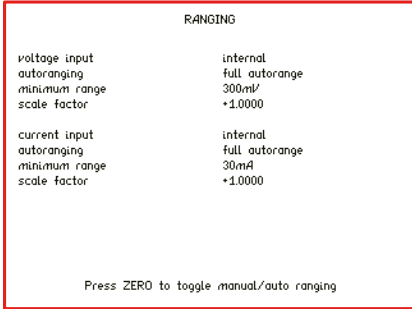 RANGING
voltage input internal
autoranging full autorange
minimum range 300mV
scale factor +1.0000
current input internal
autoranging full autorange
minimum range 30mA
scale factor +1.0000
Press ZERO to toggle manual/auto ranging